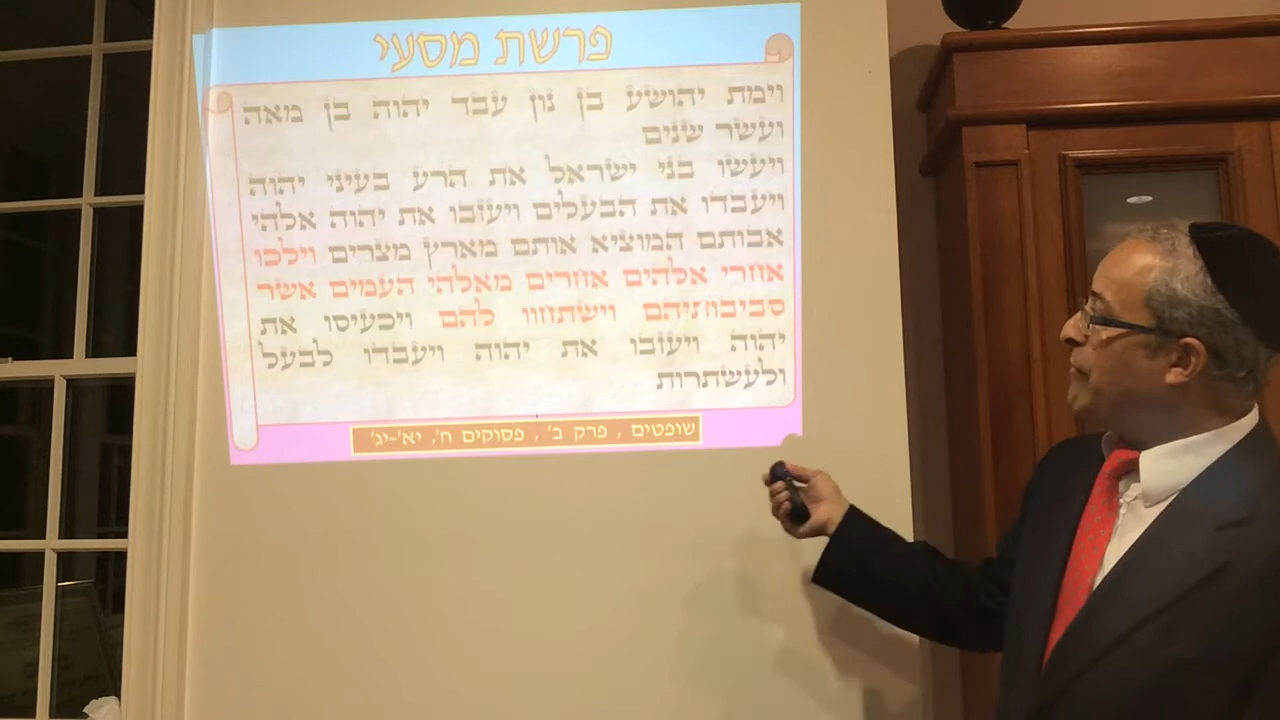 פרשת מסעי
וימת יהושע בן נון עבד יהוה בן מאה
ועשר שנים
ויעשו בני ישראל את הרע בעיני יהוה
ויעבדו את הבעלים ויעזבו את יהוה אלהי
אבותם המוציא אותם מארץ מצרים וילכו
אחרי אלהים אחרים מאלהי העמים אשר
סביבותיהם וישתחוו להם ויכעיסו את
יהוה ויעזבו את יהוה ויעבדו לבעל
ולעשתרות
שופטים , פרק ב' , פסוקים ח', יא'-יג'